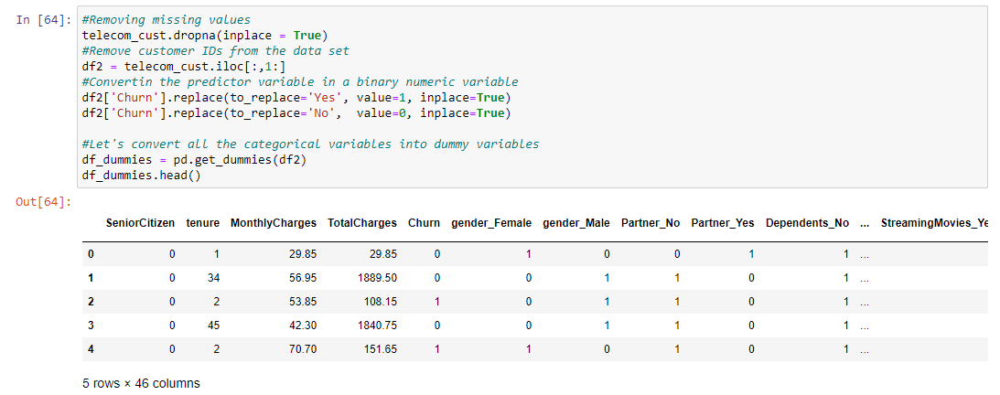 In [64]:
#Removing missing values
telecom_cust.dropna(inplace = True)
#Remove customer IDs from the data set
df2 = telecom_cust.iloc[:,1:]
#Convertin the predictor variable in a binary numeric variable
df2['Churn'].replace(to_replace='Yes', value=1, inplace=True)
df2['Churn'].replace(to_replace='No',  value=0, inplace=True)
#Let's convert all the categorical variables into dummy variables
df_dummies = pd.get_dummies(df2)
df_dummies.head()
Out[64]:
SeniorCitizen tenure MonthlyCharges TotalCharges Churn gender_Female gender_Male Partner_No Partner_Yes Dependents_No ... StreamingMovies_Ye
0 0 1 29.85 29.85 0 1 0 0 1 1 ...
1 0 34 56.95 1889.50 0 0 1 1 0 1 ...
2 0 2 53.85 108.15 1 0 1 1 0 1 ...
3 0 45 42.30 1840.75 0 0 1 1 0 1 ...
4 0 2 70.70 151.65 1 1 0 1 0 1 ...
5 rows × 46 columns